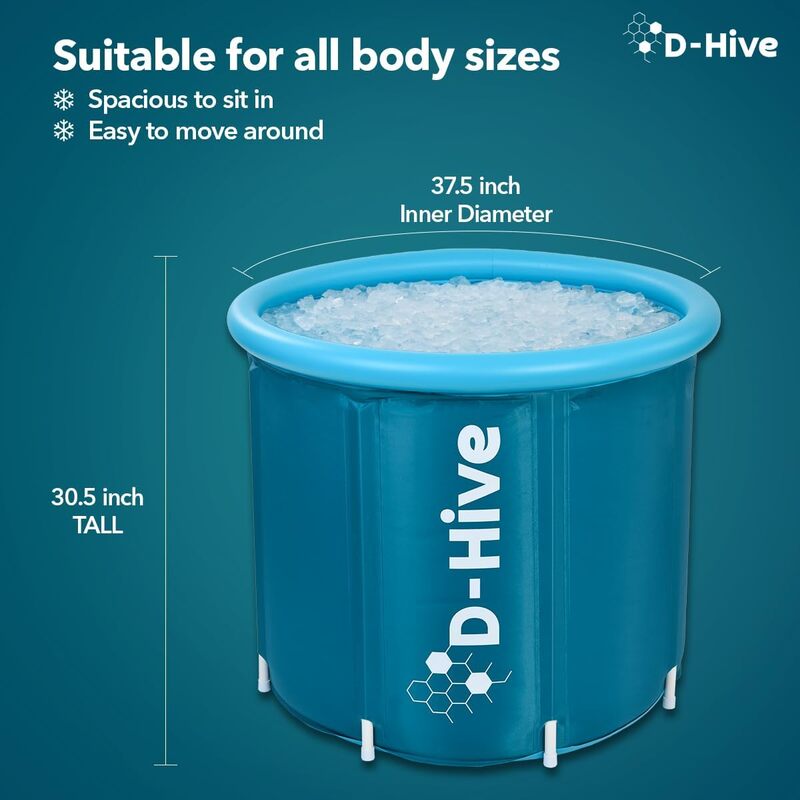 Suitable for all body sizes
Spacious to sit in
Easy to move around
D-Hive
37.5 inch
Inner Diameter
30.5 inch
TALL
D-Hive